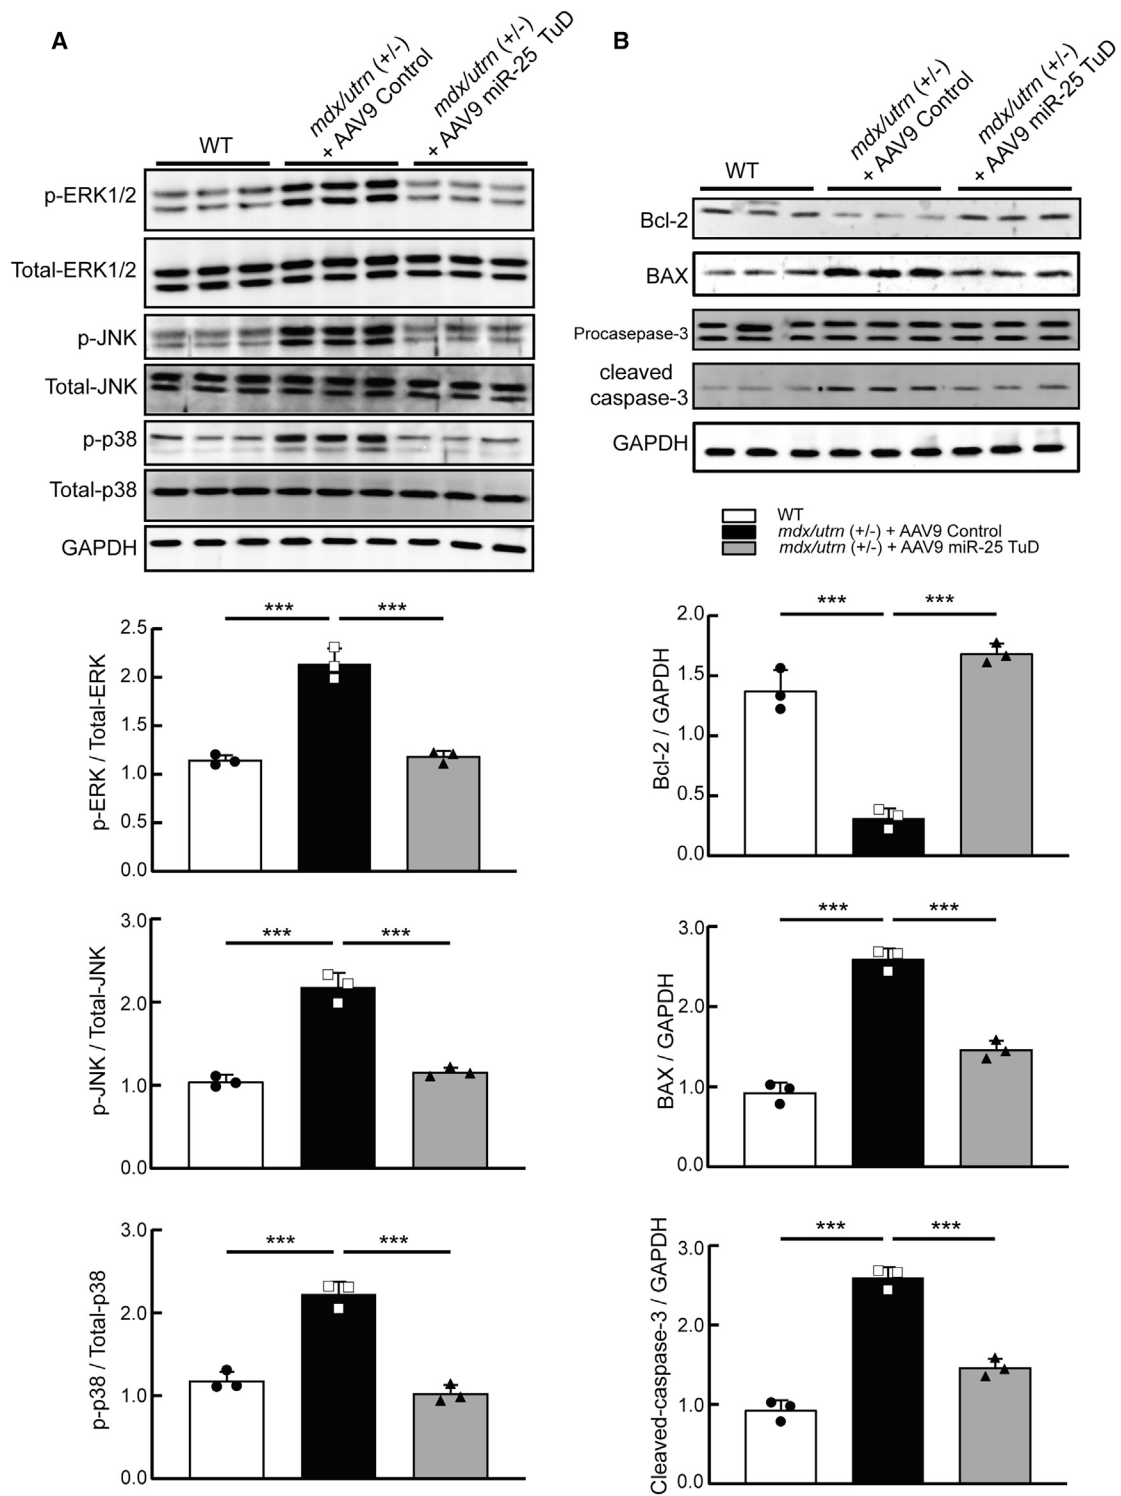 A
WT
mdx/utrn (+/-)
+ AAV9 Control
mdx/utrn (+/-)
+ AAV9 miR-25 TuD
p-ERK1/2
Total-ERK1/2
p-JNK
Total-JNK
p-p38
Total-p38
GAPDH
B
WT
mdx/utrn (+/-)
+ AAV9 Control
mdx/utrn (+/-)
+ AAV9 miR-25 TuD
Bcl-2
BAX
Procasepase-3
cleaved
caspase-3
GAPDH
WT
mdx/utrn (+/-) + AAV9 Control
mdx/utrn (+/-) + AAV9 miR-25 TuD
p-ERK / Total-ERK
2.5
2.0
1.5
1.0
0.5
0.0
*** ***
Bcl-2 / GAPDH
2.0
1.5
1.0
0.5
0.0
*** ***
p-JNK / Total-JNK
3.0
2.0
1.0
0.0
*** ***
BAX / GAPDH
3.0
2.0
1.0
0.0
*** ***
p-p38 / Total-p38
3.0
2.0
1.0
0.0
*** ***
Cleaved-caspase-3 / GAPDH
3.0
2.0
1.0
0.0
*** ***